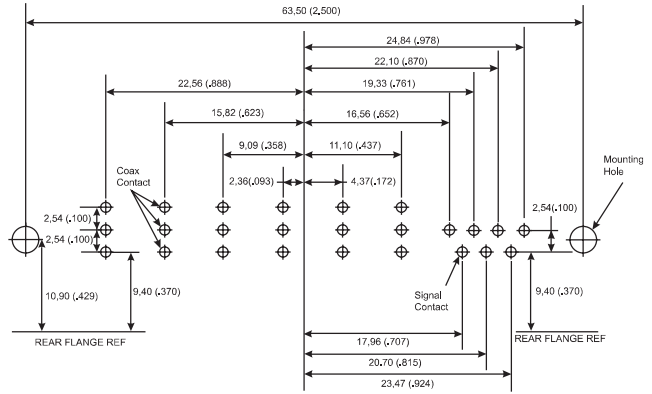 63,50 (2.500)
24,84 (.978)
22,10 (.870)
22,56 (.888)
19,33 (.761)
15,82 (.623)
16,56 (.652)
9,09 (.358)
11,10 (.437)
Coax
Contact
Mounting
Hole
2,36(.093)
4,37(.172)
2,54 (.100)
2,54(.100)
2,54 (.100)
10,90 (.429)
9,40 (.370)
Signal
Contact
9,40 (.370)
17,96 (.707)
REAR FLANGE REF
REAR FLANGE REF
20.70 (.815)
23,47 (.924)